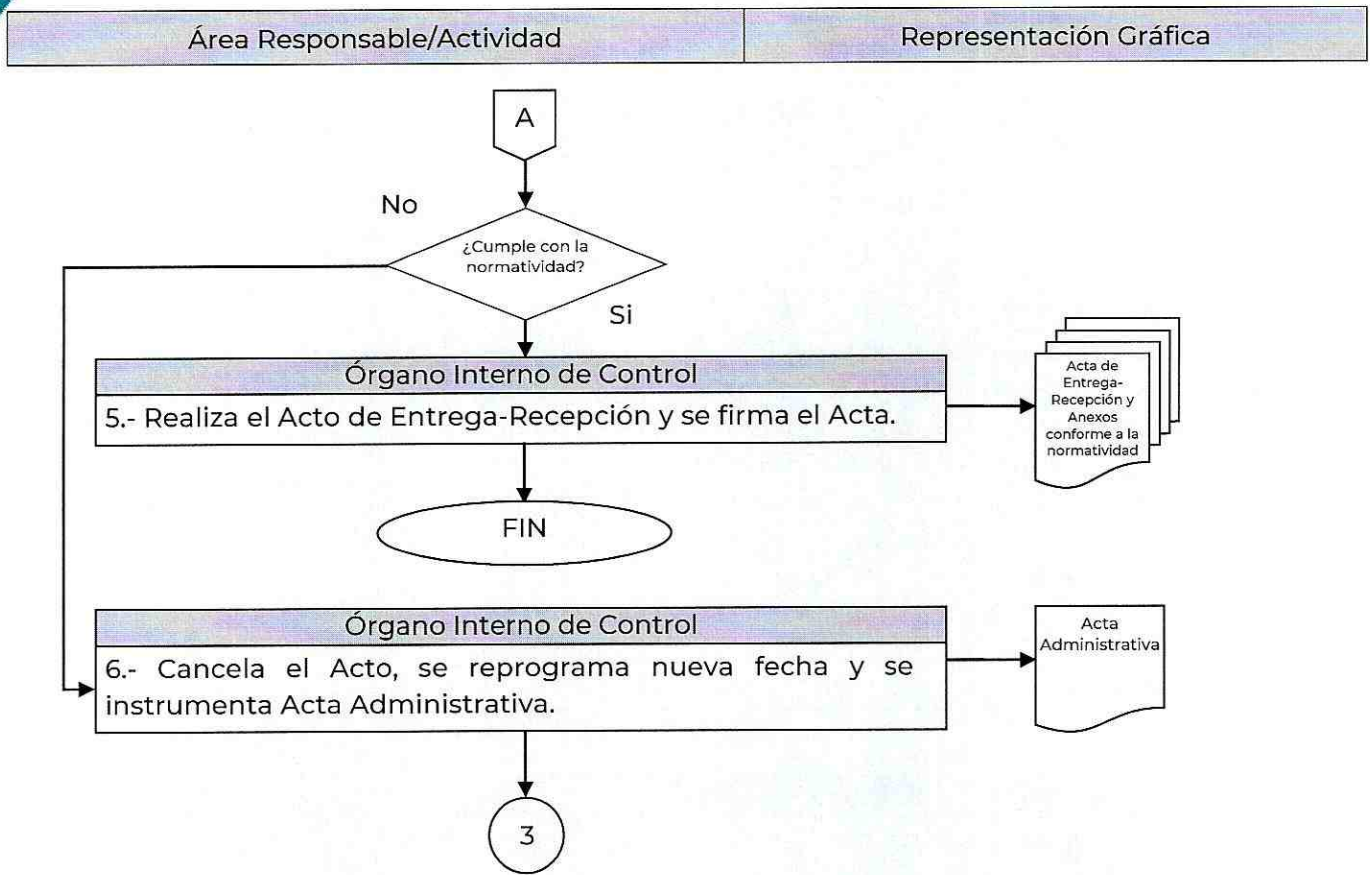 Área Responsable/Actividad
Representación Gráfica
A
No
¿Cumple con la
normatividad?
Si
Órgano Interno de Control
5.- Realiza el Acto de Entrega-Recepción y se firma el Acta.
Acta de
Entrega-
Recepción y
Anexos
conforme a la
normatividad
FIN
Órgano Interno de Control
6.- Cancela el Acto, se reprograma nueva fecha y se
instrumenta Acta Administrativa.
Acta
Administrativa
3